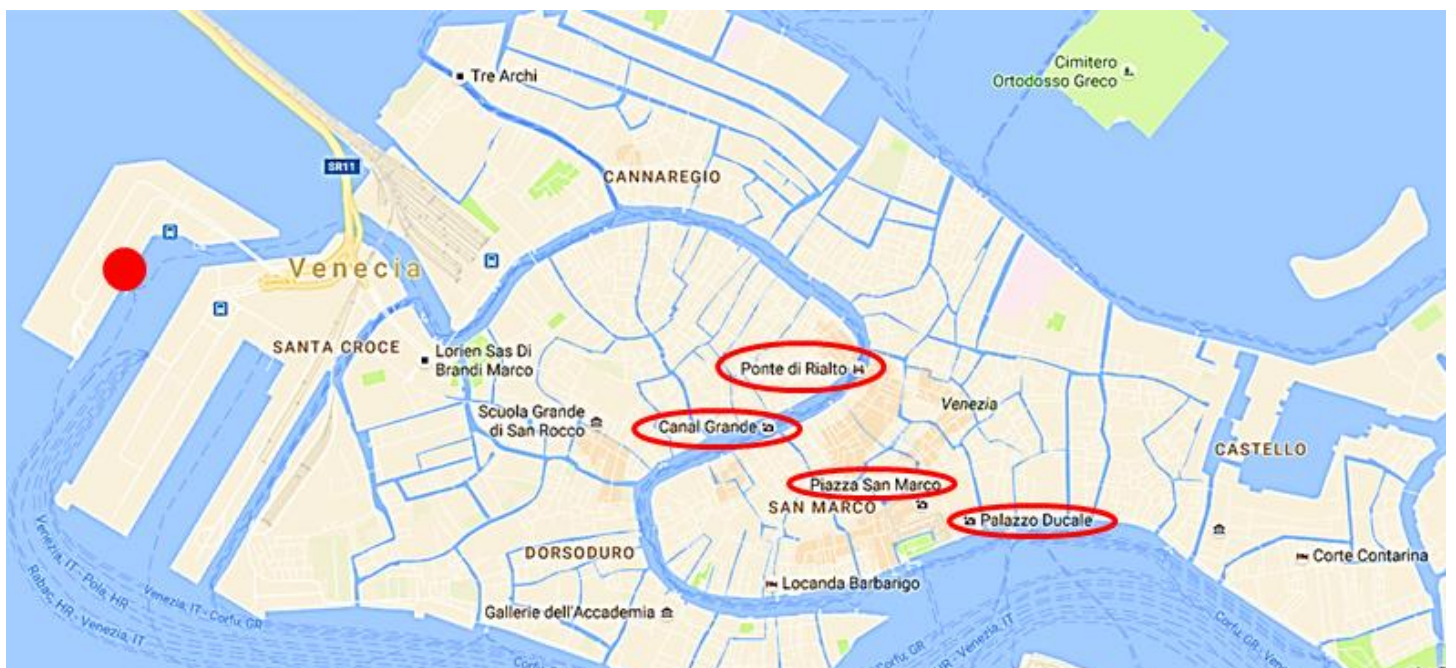 Tre Archi
Cimitero
Ortodosso Greco
SR11
CANNAREGIO
Venecia
SANTA CROCE
Lorien Sas Di
Brandi Marco
Ponte di Rialto
Scuola Grande
di San Rocco
Canal Grande
Venezia
CASTELLO
Piazza San Marco
SAN MARCO
Palazzo Ducale
DORSODURO
Corte Contarina
Locanda Barbarigo
Gallerie dell'Accademia
Venezia, IT - Pola, HR
Rabac, HR - Venezia, IT
Venezia, IT - Corfu, GR
Corfu, GR